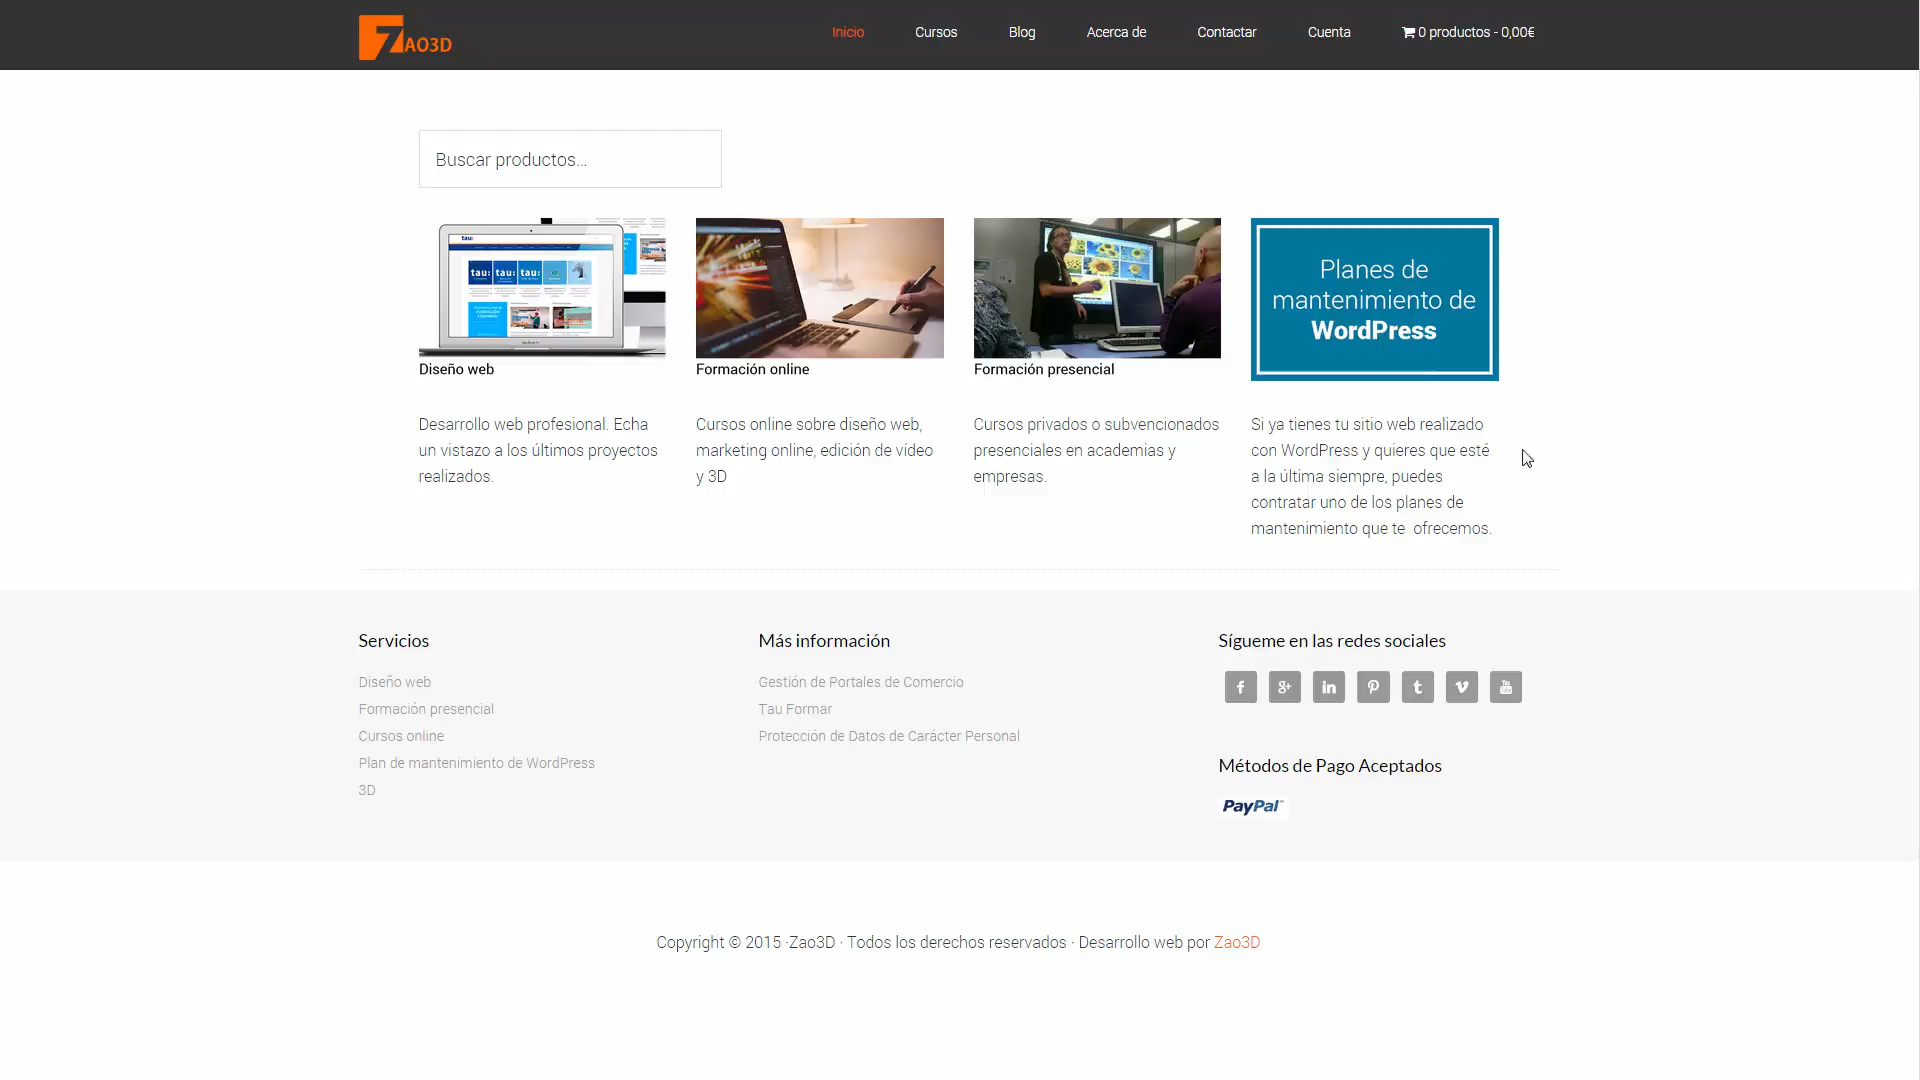 ZAO3D
Inicio
Cursos
Blog
Acerca de
Contactar
Cuenta
0 productos - 0,00€
Buscar productos...
tau:
tau: tau: tau:
Planes de
mantenimiento de
WordPress
Diseño web
Formación online
Formación presencial
Desarrollo web profesional. Echa
un vistazo a los últimos proyectos
realizados.
Cursos online sobre diseño web,
marketing online, edición de vídeo
y 3D
Cursos privados o subvencionados
presenciales en academias y
empresas.
Si ya tienes tu sitio web realizado
con WordPress y quieres que esté
a la última siempre, puedes
contratar uno de los planes de
mantenimiento que te  ofrecemos.
Servicios
Diseño web
Formación presencial
Cursos online
Plan de mantenimiento de WordPress
3D
Más información
Gestión de Portales de Comercio
Tau Formar
Protección de Datos de Carácter Personal
Sígueme en las redes sociales
Métodos de Pago Aceptados
PayPal
Copyright © 2015 ·Zao3D · Todos los derechos reservados · Desarrollo web por Zao3D